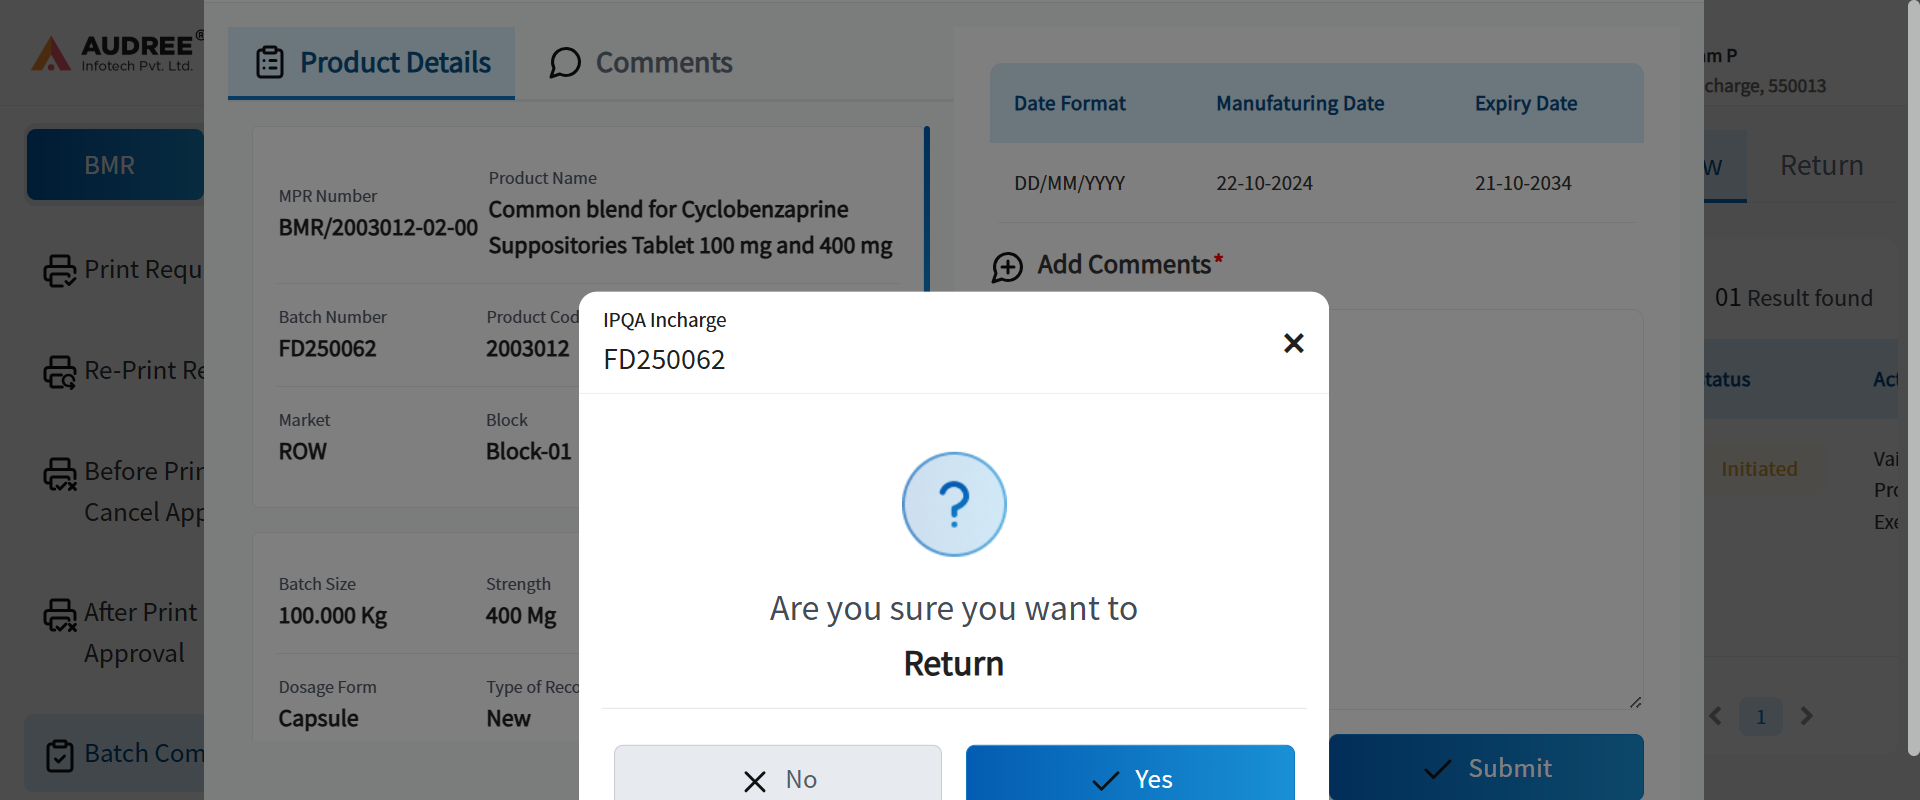 AUDREE®
Infotech Pvt. Ltd.
BMR
Print Requ
Re-Print Re
Before Prin
Cancel App
After Print
Approval
Batch Com
Product Details
Comments
MPR Number
BMR/2003012-02-00
Product Name
Common blend for Cyclobenzaprine
Suppositories Tablet 100 mg and 400 mg
Batch Number
FD250062
Product Cod
2003012
Market
ROW
Block
Block-01
Batch Size
100.000 Kg
Strength
400 Mg
Dosage Form
Capsule
Type of Reco
New
Date Format Manufaturing Date Expiry Date
DD/MM/YYYY 22-10-2024 21-10-2034
Add Comments*
Submit
IPQA Incharge
FD250062
Are you sure you want to
Return
No
Yes
am P
charge, 550013
w
Return
01 Result found
tatus
Act
Initiated
Vai
Pro
Exe
1